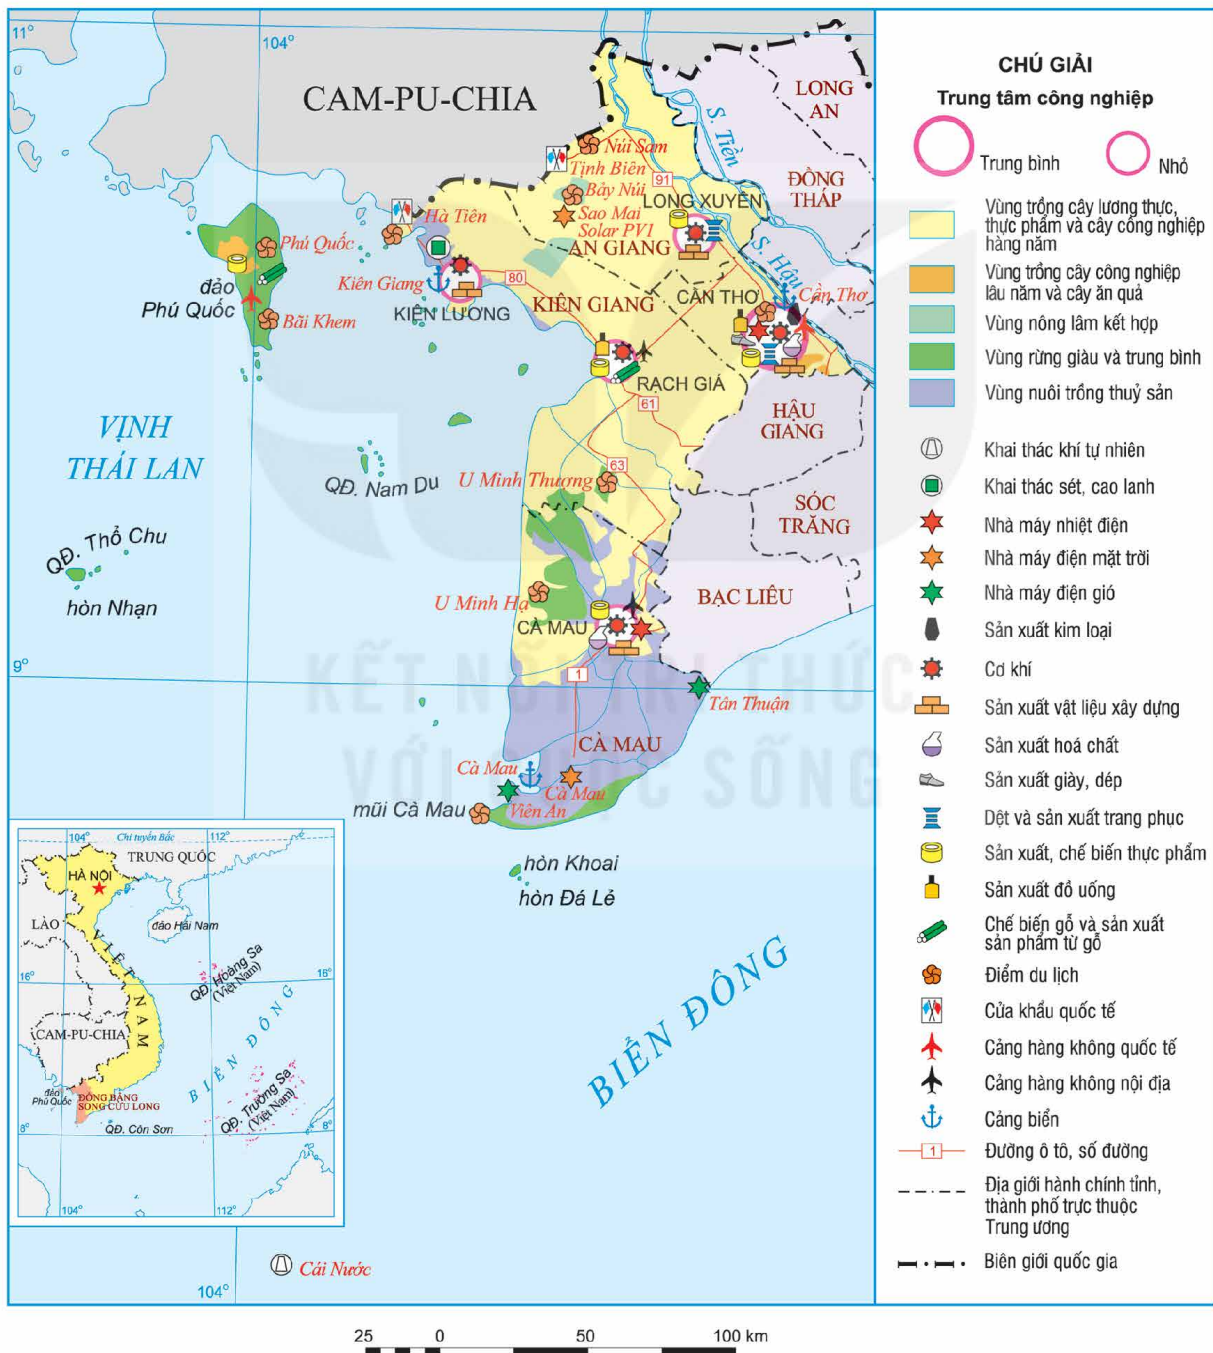 11°
104°
CAM-PU-CHIA
LONG
AN
S. Tiền
ĐỒNG
THÁP
Núi Sam
Tịnh Biên
91
Bảy Núi
LONG XUYÊN
Sao Mai
Solar PV1
AN GIANG
S. Hậu
Hà Tiên
Phú Quốc
đảo
Phú Quốc
Bãi Khem
Kiên Giang
80
KIÊN LƯƠNG
KIÊN GIANG
CẦN THƠ
Cần Thơ
RẠCH GIÁ
61
HẬU
GIANG
VỊNH
THÁI LAN
QĐ. Nam Du
63
U Minh Thượng
SÓC
TRĂNG
QĐ. Thổ Chu
hòn Nhạn
U Minh Hạ
CÀ MAU
BẠC LIÊU
9°
1
KẾT NỐI TRI THỨC
VỚI CUỘC SỐNG
Tân Thuận
CÀ MAU
Cà Mau
Cà Mau
Viên An
mũi Cà Mau
hòn Khoai
hòn Đá Lẻ
BIỂN ĐÔNG
104°
Chí tuyến Bắc
112°
TRUNG QUỐC
HÀ NỘI
LÀO
đảo Hải Nam
VIỆT NAM
16°
QĐ. Hoàng Sa
(Việt Nam)
16°
CAM-PU-CHIA
BIỂN ĐÔNG
đảo
Phú Quốc
ĐỒNG BẰNG
SÔNG CỬU LONG
QĐ. Trường Sa
(Việt Nam)
QĐ. Côn Sơn
8°
8°
104°
112°
Cái Nước
104°
CHÚ GIẢI
Trung tâm công nghiệp
Trung bình
Nhỏ
Vùng trồng cây lương thực,
thực phẩm và cây công nghiệp
hàng năm
Vùng trồng cây công nghiệp
lâu năm và cây ăn quả
Vùng nông lâm kết hợp
Vùng rừng giàu và trung bình
Vùng nuôi trồng thuỷ sản
Khai thác khí tự nhiên
Khai thác sét, cao lanh
Nhà máy nhiệt điện
Nhà máy điện mặt trời
Nhà máy điện gió
Sản xuất kim loại
Cơ khí
Sản xuất vật liệu xây dựng
Sản xuất hoá chất
Sản xuất giày, dép
Dệt và sản xuất trang phục
Sản xuất, chế biến thực phẩm
Sản xuất đồ uống
Chế biến gỗ và sản xuất
sản phẩm từ gỗ
Điểm du lịch
Cửa khẩu quốc tế
Cảng hàng không quốc tế
Cảng hàng không nội địa
Cảng biển
1
Đường ô tô, số đường
Địa giới hành chính tỉnh,
thành phố trực thuộc
Trung ương
Biên giới quốc gia
25 0 50 100 km